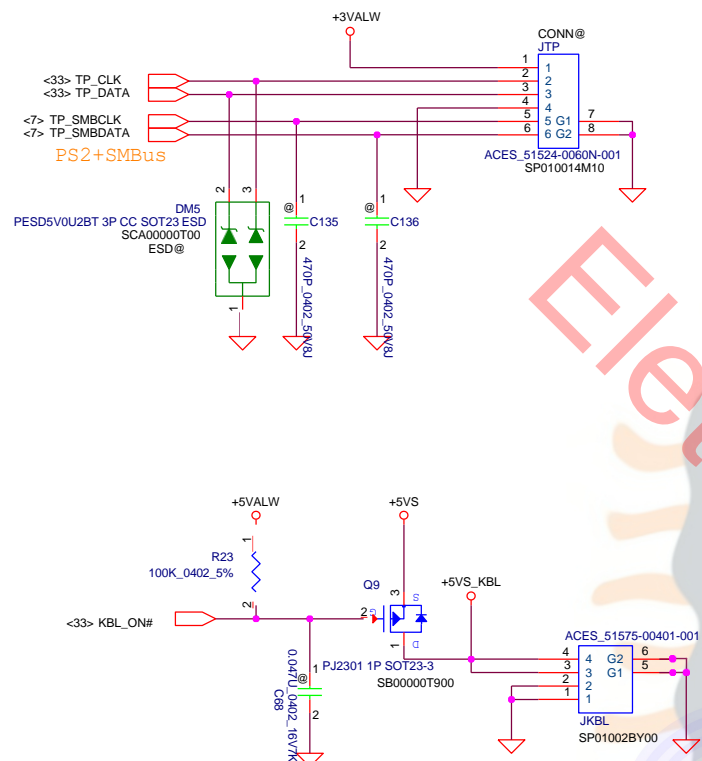 +3VALW
CONN@
JTP
<33> TP_CLK
<33> TP_DATA
<7> TP_SMBCLK
<7> TP_SMBDATA
PS2+SMBus
1
2
3
4
5
6
1
2
3
4
5
6
G1
G2
7
8
ACES_51524-0060N-001
SP010014M10
2
3
DM5
PESD5V0U2BT 3P CC SOT23 ESD
SCA00000T00
ESD@
1
1
@
C135
2
470P_0402_50V8J
1
@
C136
2
470P_0402_50V8J
Ele
+5VALW
1
R23
100K_0402_5%
2
<33> KBL_ON#
1
@
2
0.047U_0402_16V7K
C68
+5VS
Q9
3
S
2
G
D
1
PJ2301 1P SOT23-3
SB00000T900
+5VS_KBL
ACES_51575-00401-001
4
3
2
1
4
3
2
1
G2
G1
6
5
JKBL
SP01002BY00